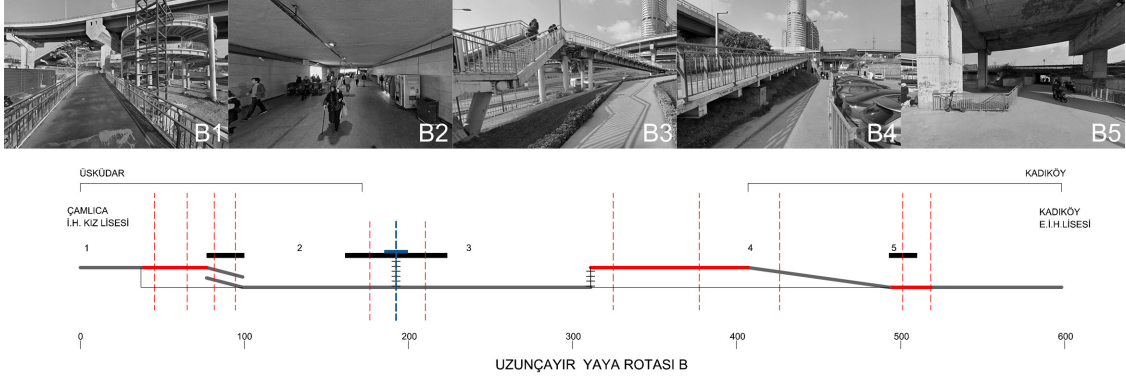 B1
B2
B3
B4
B5
ÜSKÜDAR
KADIKÖY
ÇAMLICA
İ.H. KIZ LİSESİ
KADIKÖY
E.İ.H.LİSESİ
1
2
3
4
5
0
100
200
300
400
500
600
UZUNÇAYIR YAYA ROTASI B